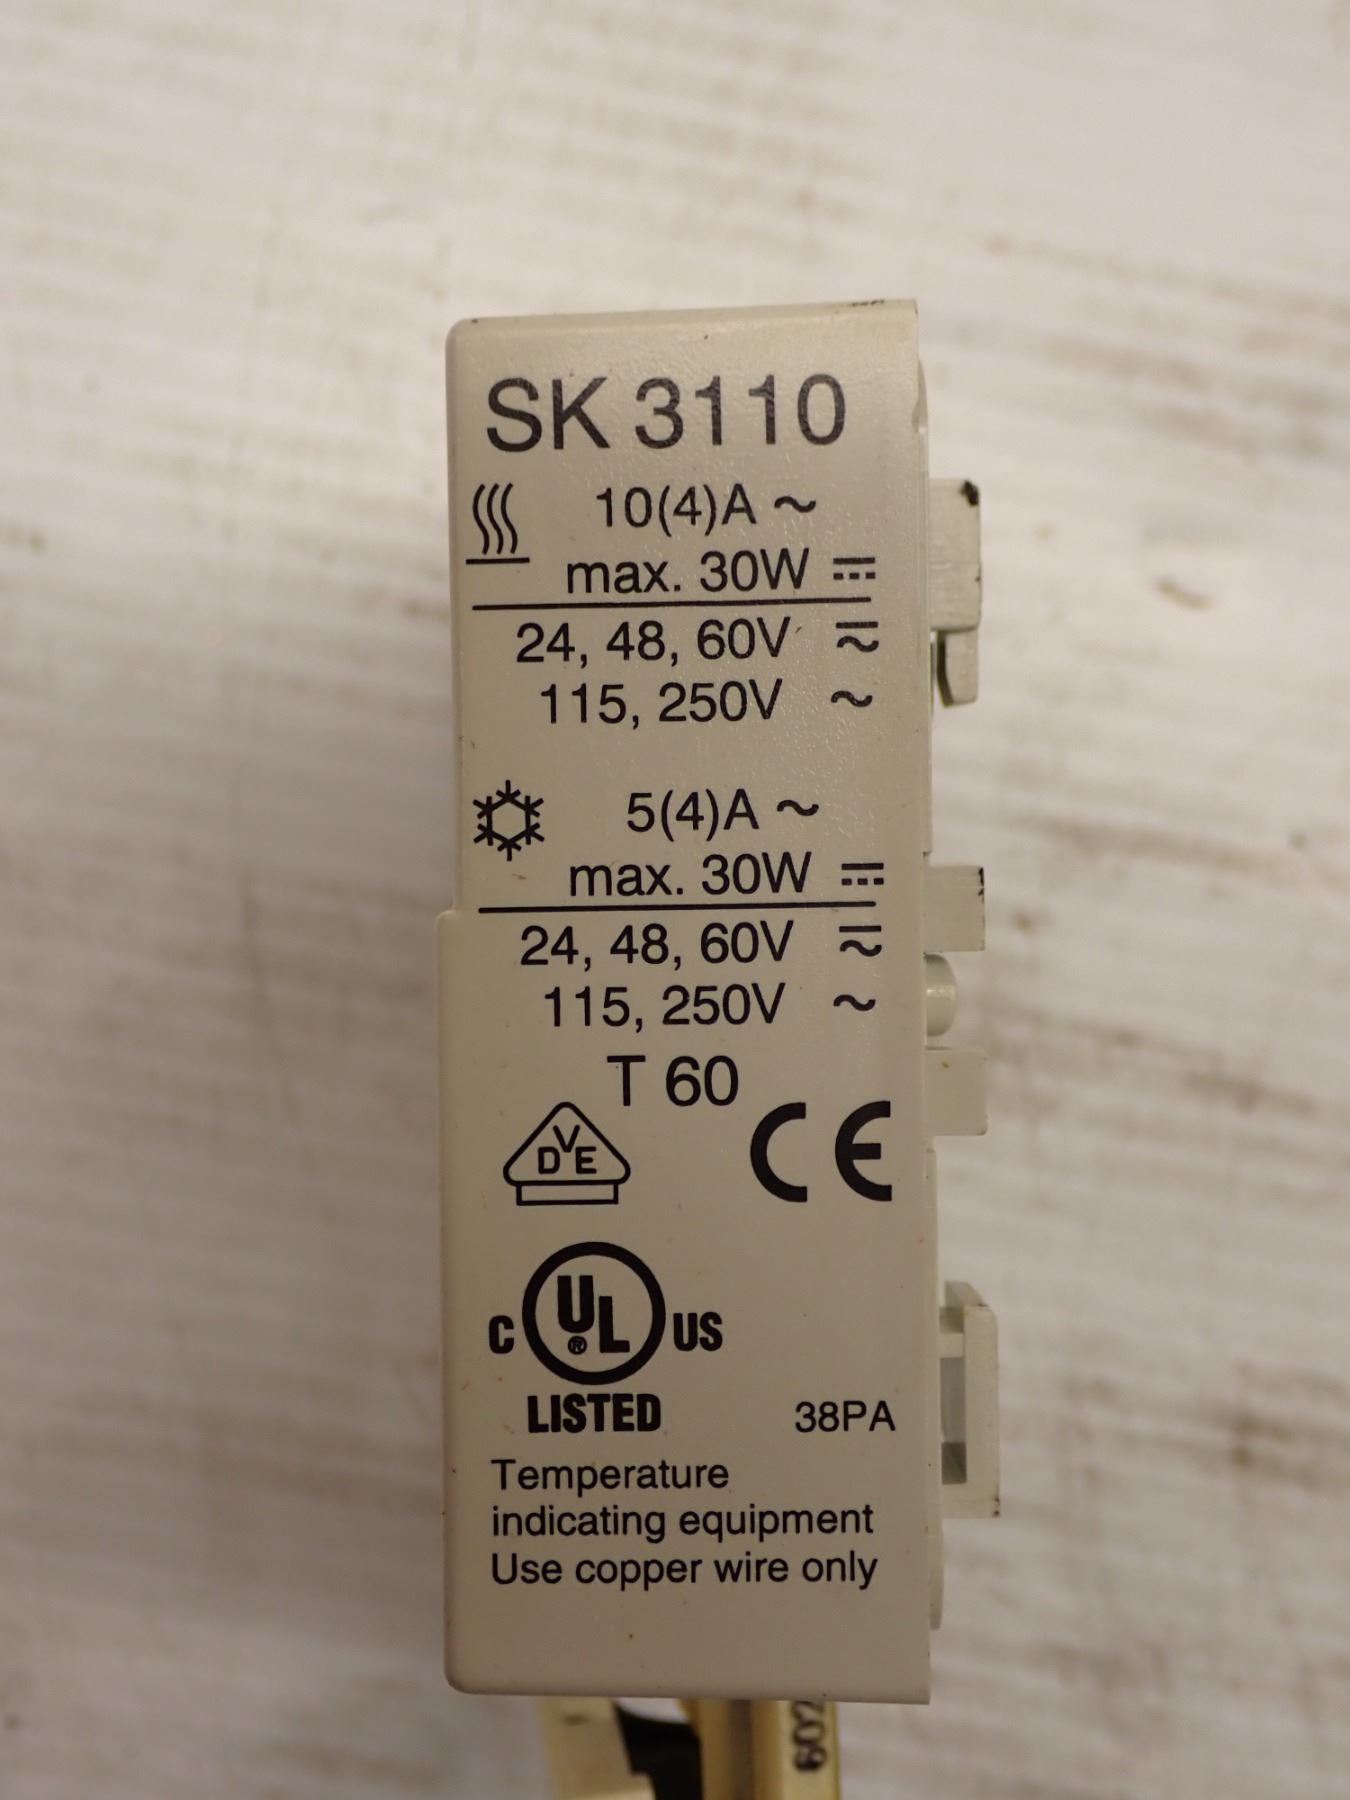 SK 3110
10(4)A ~
max. 30W ⎓
24, 48, 60V ⏦
115, 250V ~
5(4)A ~
max. 30W ⎓
24, 48, 60V ⏦
115, 250V ~
T 60
DVE
CE
C UL® US
LISTED
38PA
Temperature
indicating equipment
Use copper wire only